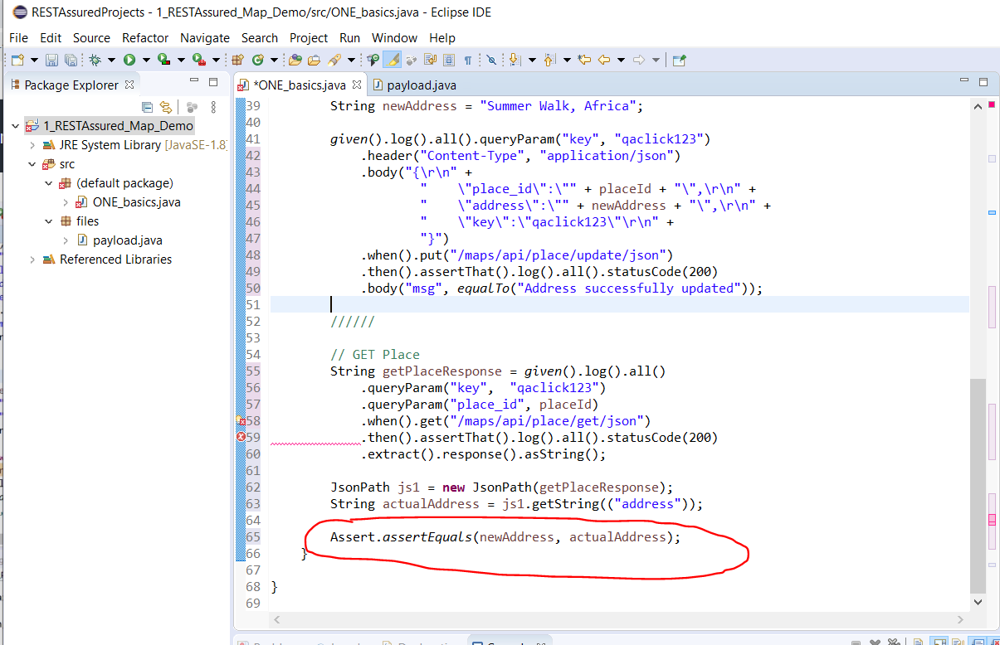 RESTAssuredProjects - 1_RESTAssured_Map_Demo/src/ONE_basics.java - Eclipse IDE
File Edit Source Refactor Navigate Search Project Run Window Help
Package Explorer
1_RESTAssured_Map_Demo
JRE System Library [JavaSE-1.8]
src
(default package)
ONE_basics.java
files
payload.java
Referenced Libraries
*ONE_basics.java payload.java
39 String newAddress = "Summer Walk, Africa";
40
41 given().log().all().queryParam("key", "qaclick123")
42 .header("Content-Type", "application/json")
43 .body("{\r\n" +
44 "    \"place_id\":\"" + placeId + "\",\r\n" +
45 "    \"address\":\"" + newAddress + "\",\r\n" +
46 "    \"key\":\"qaclick123\"\r\n" +
47 "}")
48 .when().put("/maps/api/place/update/json")
49 .then().assertThat().log().all().statusCode(200)
50 .body("msg", equalTo("Address successfully updated"));
51
52 //////
53
54 // GET Place
55 String getPlaceResponse = given().log().all()
56 .queryParam("key",  "qaclick123")
57 .queryParam("place_id", placeId)
58 .when().get("/maps/api/place/get/json")
59 .then().assertThat().log().all().statusCode(200)
60 .extract().response().asString();
61
62 JsonPath js1 = new JsonPath(getPlaceResponse);
63 String actualAddress = js1.getString(("address"));
64
65 Assert.assertEquals(newAddress, actualAddress);
66 }
67
68 }
69